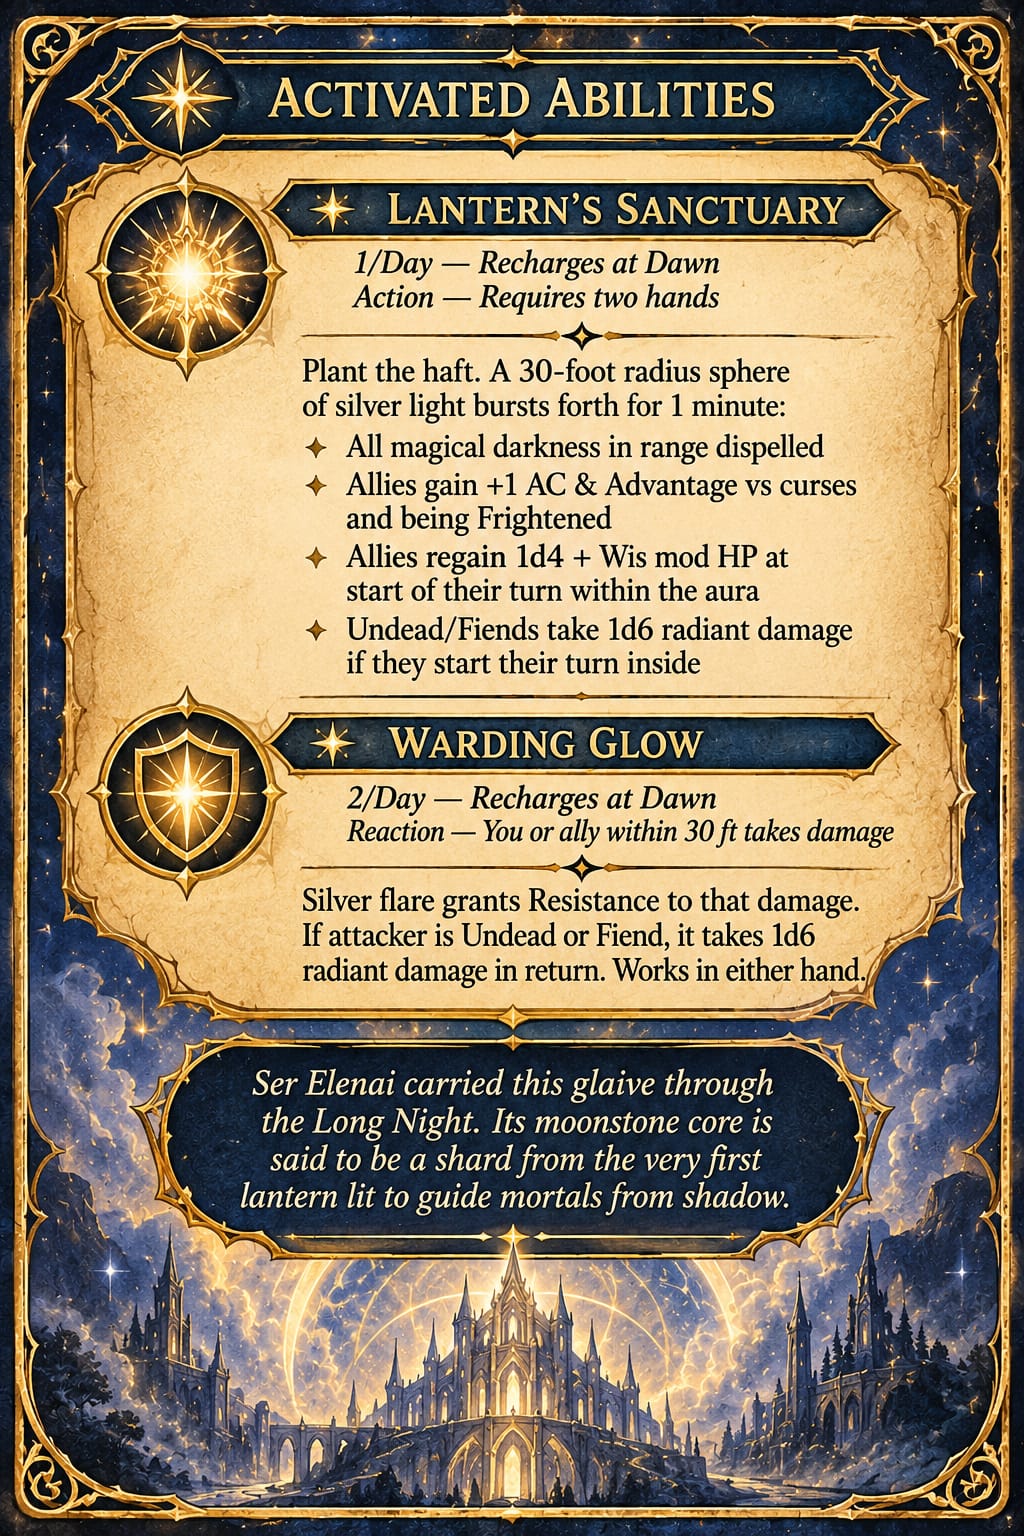 Activated Abilities
Lantern's Sanctuary
1/Day — Recharges at Dawn
Action — Requires two hands
Plant the haft. A 30-foot radius sphere
of silver light bursts forth for 1 minute:
All magical darkness in range dispelled
Allies gain +1 AC & Advantage vs curses
and being Frightened
Allies regain 1d4 + Wis mod HP at
start of their turn within the aura
Undead/Fiends take 1d6 radiant damage
if they start their turn inside
Warding Glow
2/Day — Recharges at Dawn
Reaction — You or ally within 30 ft takes damage
Silver flare grants Resistance to that damage.
If attacker is Undead or Fiend, it takes 1d6
radiant damage in return. Works in either hand.
Ser Elenai carried this glaive through
the Long Night. Its moonstone core is
said to be a shard from the very first
lantern lit to guide mortals from shadow.